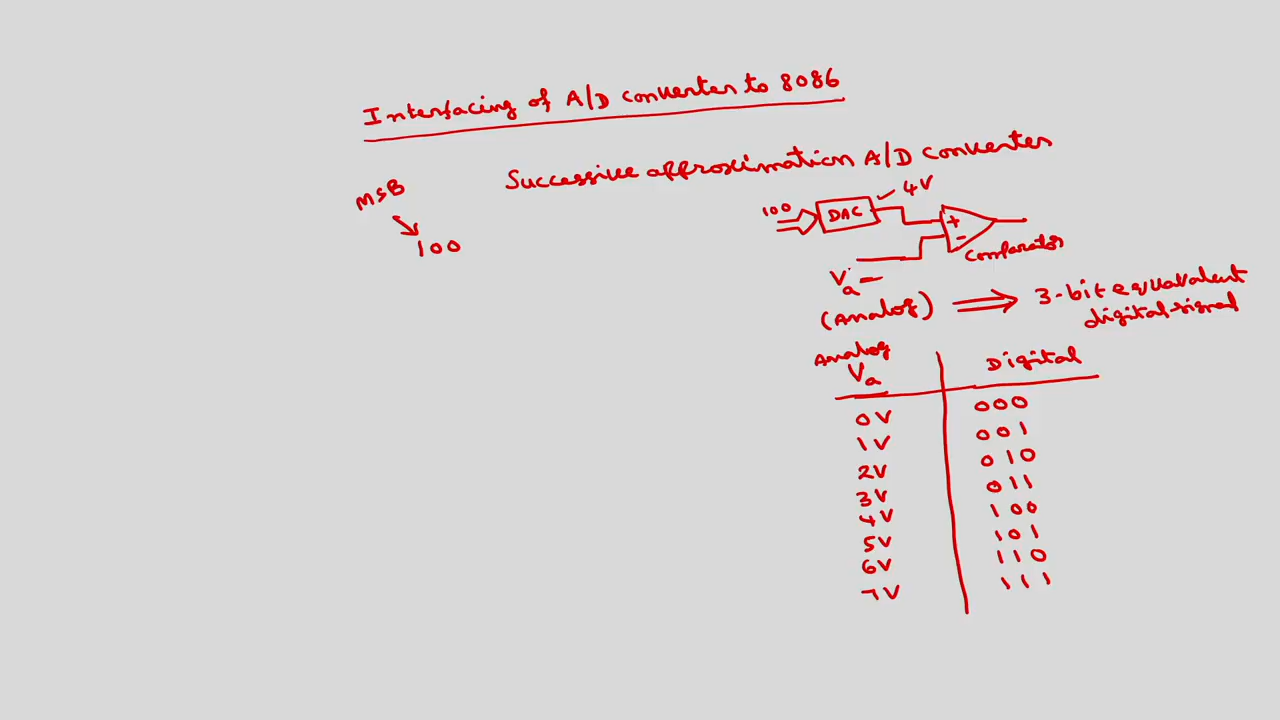 Interfacing of A/D converter to 8086
Successive approximation A/D converter
MSB
100
100
DAC
4V
+
-
Comparator
Va
(Analog) ⟹ 3-bit equavalent
digital signal
Analog
Va
Digital
0V 000
1V 001
2V 010
3V 011
4V 100
5V 101
6V 110
7V 111